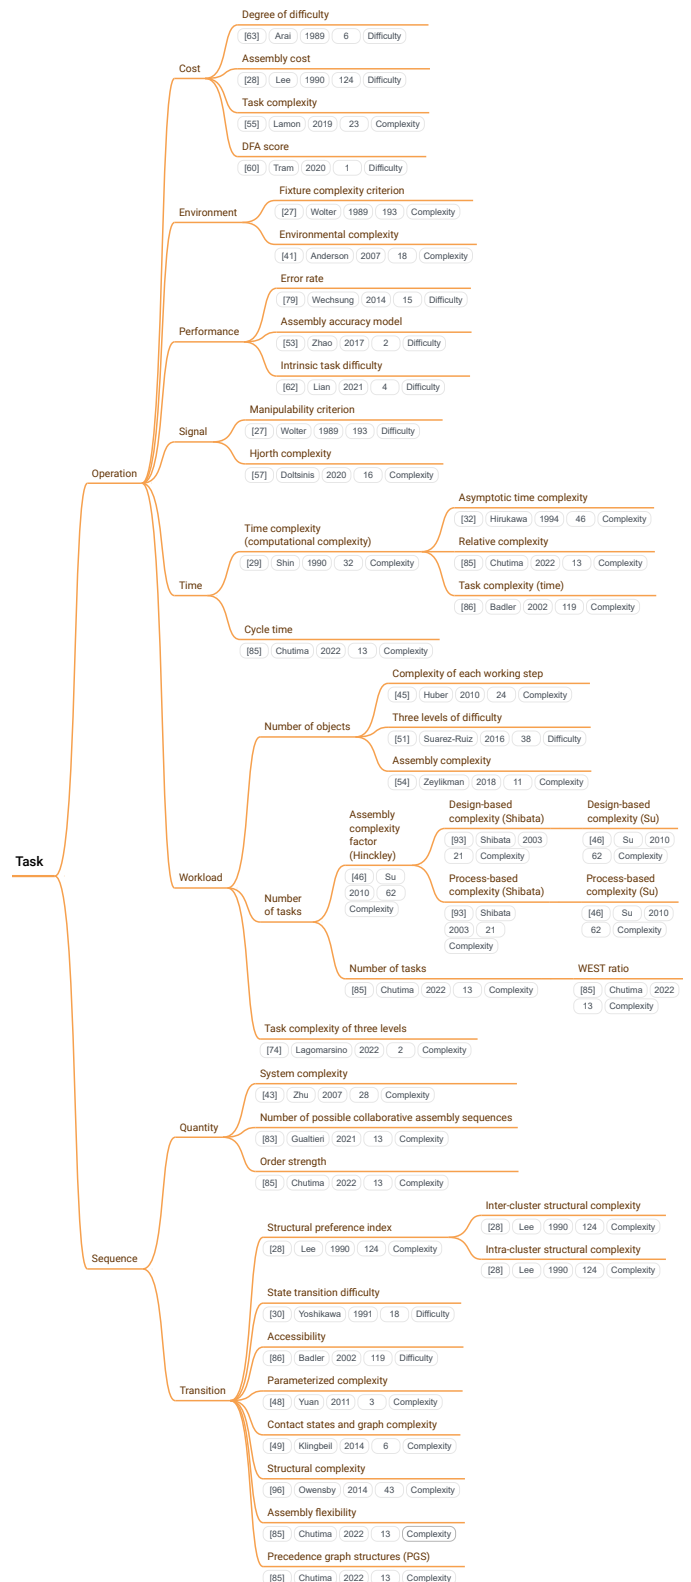 Degree of difficulty
[63] Arai 1989 6 Difficulty
Assembly cost
[28] Lee 1990 124 Difficulty
Cost
Task complexity
[55] Lamon 2019 23 Complexity
DFA score
[60] Tram 2020 1 Difficulty
Fixture complexity criterion
[27] Wolter 1989 193 Complexity
Environment
Environmental complexity
[41] Anderson 2007 18 Complexity
Error rate
[79] Wechsung 2014 15 Difficulty
Performance
Assembly accuracy model
[53] Zhao 2017 2 Difficulty
Intrinsic task difficulty
[62] Lian 2021 4 Difficulty
Manipulability criterion
[27] Wolter 1989 193 Difficulty
Signal
Hjorth complexity
[57] Doltsinis 2020 16 Complexity
Operation
Asymptotic time complexity
[32] Hirukawa 1994 46 Complexity
Time complexity
(computational complexity)
[29] Shin 1990 32 Complexity
Relative complexity
[85] Chutima 2022 13 Complexity
Task complexity (time)
[86] Badler 2002 119 Complexity
Time
Cycle time
[85] Chutima 2022 13 Complexity
Complexity of each working step
[45] Huber 2010 24 Complexity
Number of objects
Three levels of difficulty
[51] Suarez-Ruiz 2016 38 Difficulty
Assembly complexity
[54] Zeylikman 2018 11 Complexity
Assembly
complexity
factor
(Hinckley)
[46] Su
2010 62
Complexity
Design-based
complexity (Shibata)
[93] Shibata 2003
21 Complexity
Design-based
complexity (Su)
[46] Su 2010
62 Complexity
Process-based
complexity (Shibata)
[93] Shibata
2003 21
Complexity
Process-based
complexity (Su)
[46] Su 2010
62 Complexity
Task
Workload
Number
of tasks
Number of tasks
[85] Chutima 2022 13 Complexity
WEST ratio
[85] Chutima 2022
13 Complexity
Task complexity of three levels
[74] Lagomarsino 2022 2 Complexity
System complexity
[43] Zhu 2007 28 Complexity
Quantity
Number of possible collaborative assembly sequences
[83] Gualtieri 2021 13 Complexity
Order strength
[85] Chutima 2022 13 Complexity
Sequence
Structural preference index
[28] Lee 1990 124 Complexity
Inter-cluster structural complexity
[28] Lee 1990 124 Complexity
Intra-cluster structural complexity
[28] Lee 1990 124 Complexity
State transition difficulty
[30] Yoshikawa 1991 18 Difficulty
Accessibility
[86] Badler 2002 119 Difficulty
Transition
Parameterized complexity
[48] Yuan 2011 3 Complexity
Contact states and graph complexity
[49] Klingbeil 2014 6 Complexity
Structural complexity
[96] Owensby 2014 43 Complexity
Assembly flexibility
[85] Chutima 2022 13 Complexity
Precedence graph structures (PGS)
[85] Chutima 2022 13 Complexity